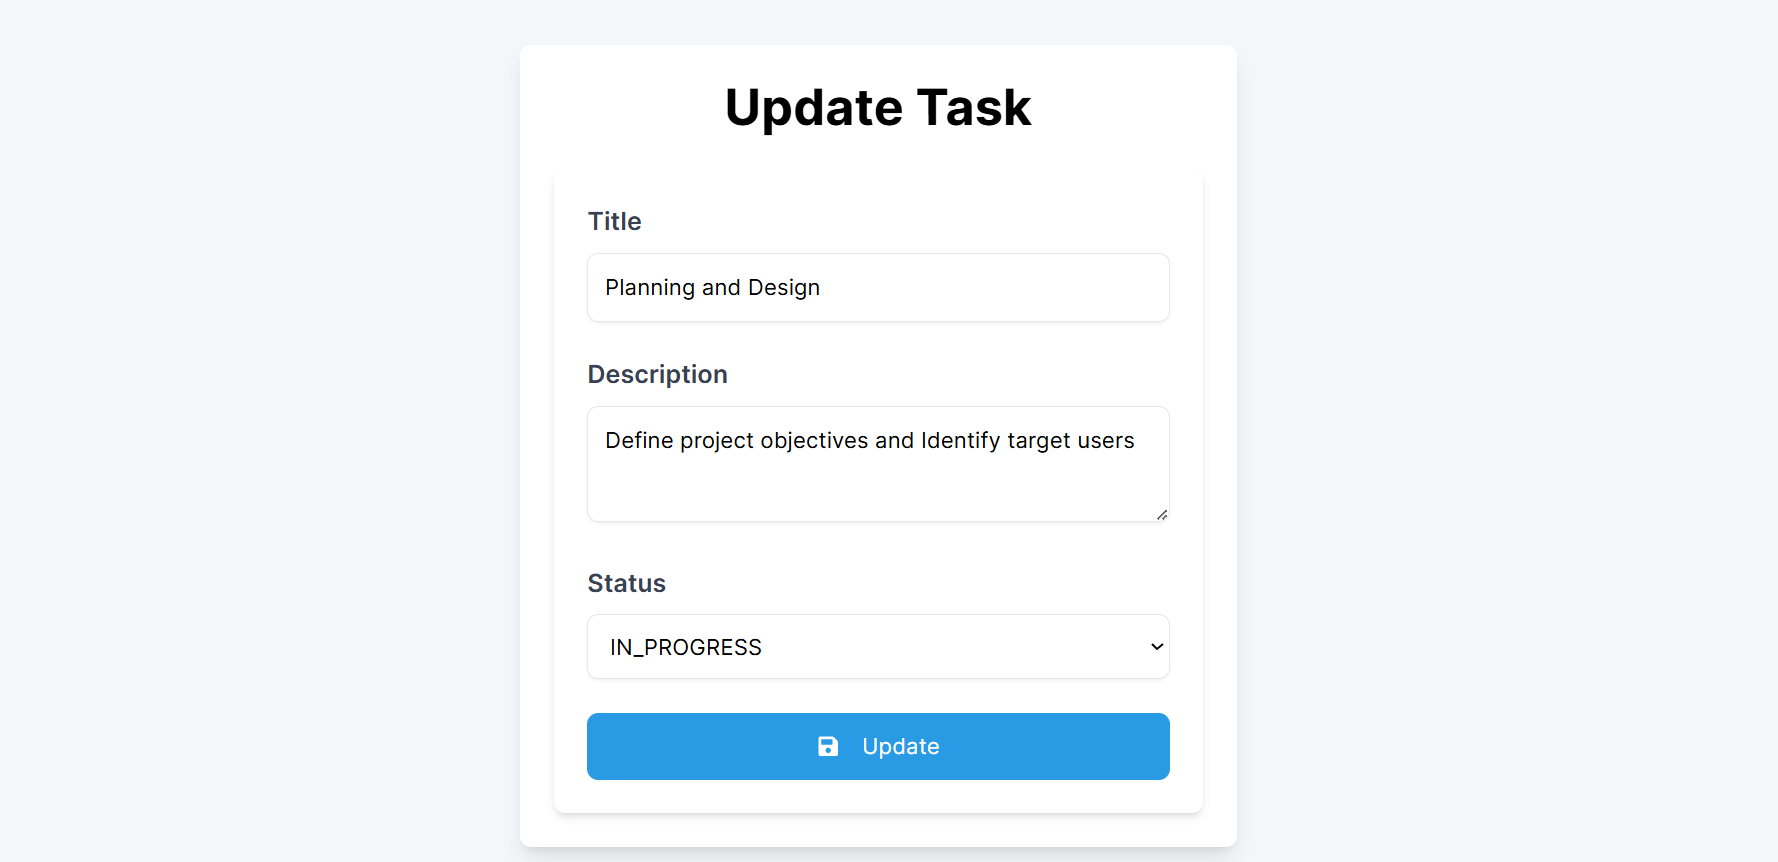 Update Task
Title
Planning and Design
Description
Define project objectives and Identify target users
Status
IN_PROGRESS
Update